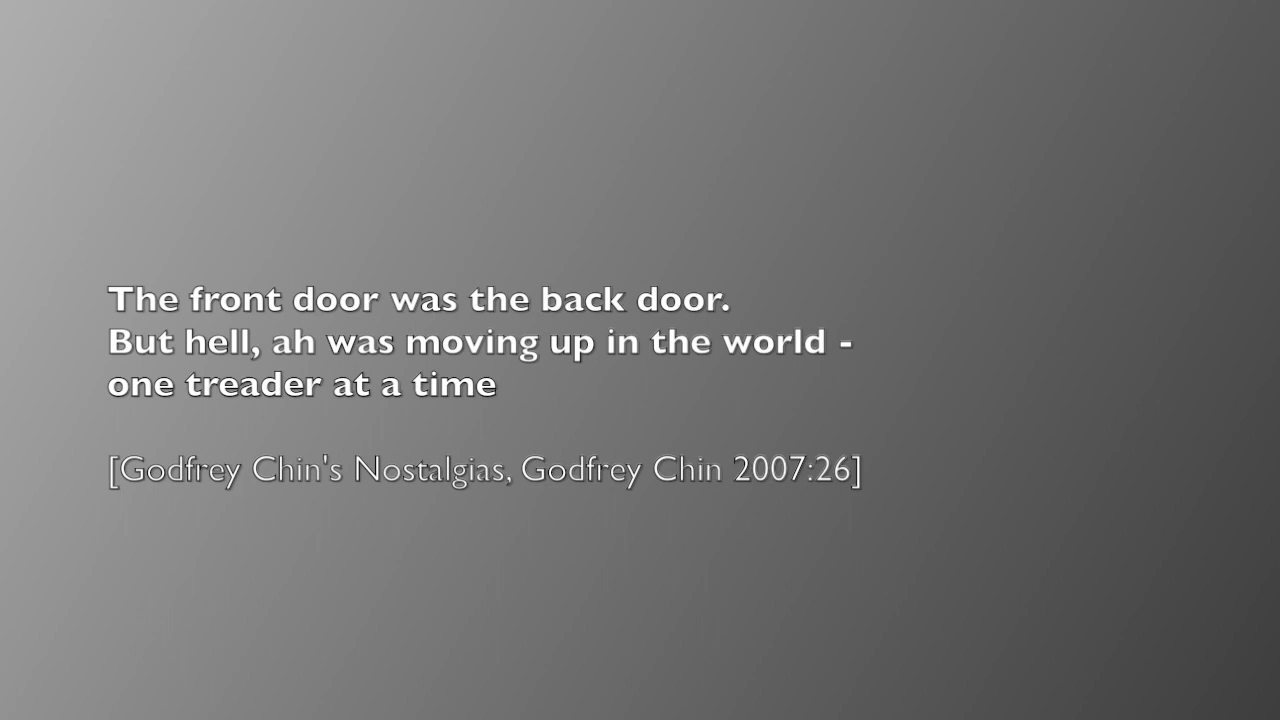 The front door was the back door.
But hell, ah was moving up in the world -
one treader at a time
[Godfrey Chin's Nostalgias, Godfrey Chin 2007:26]